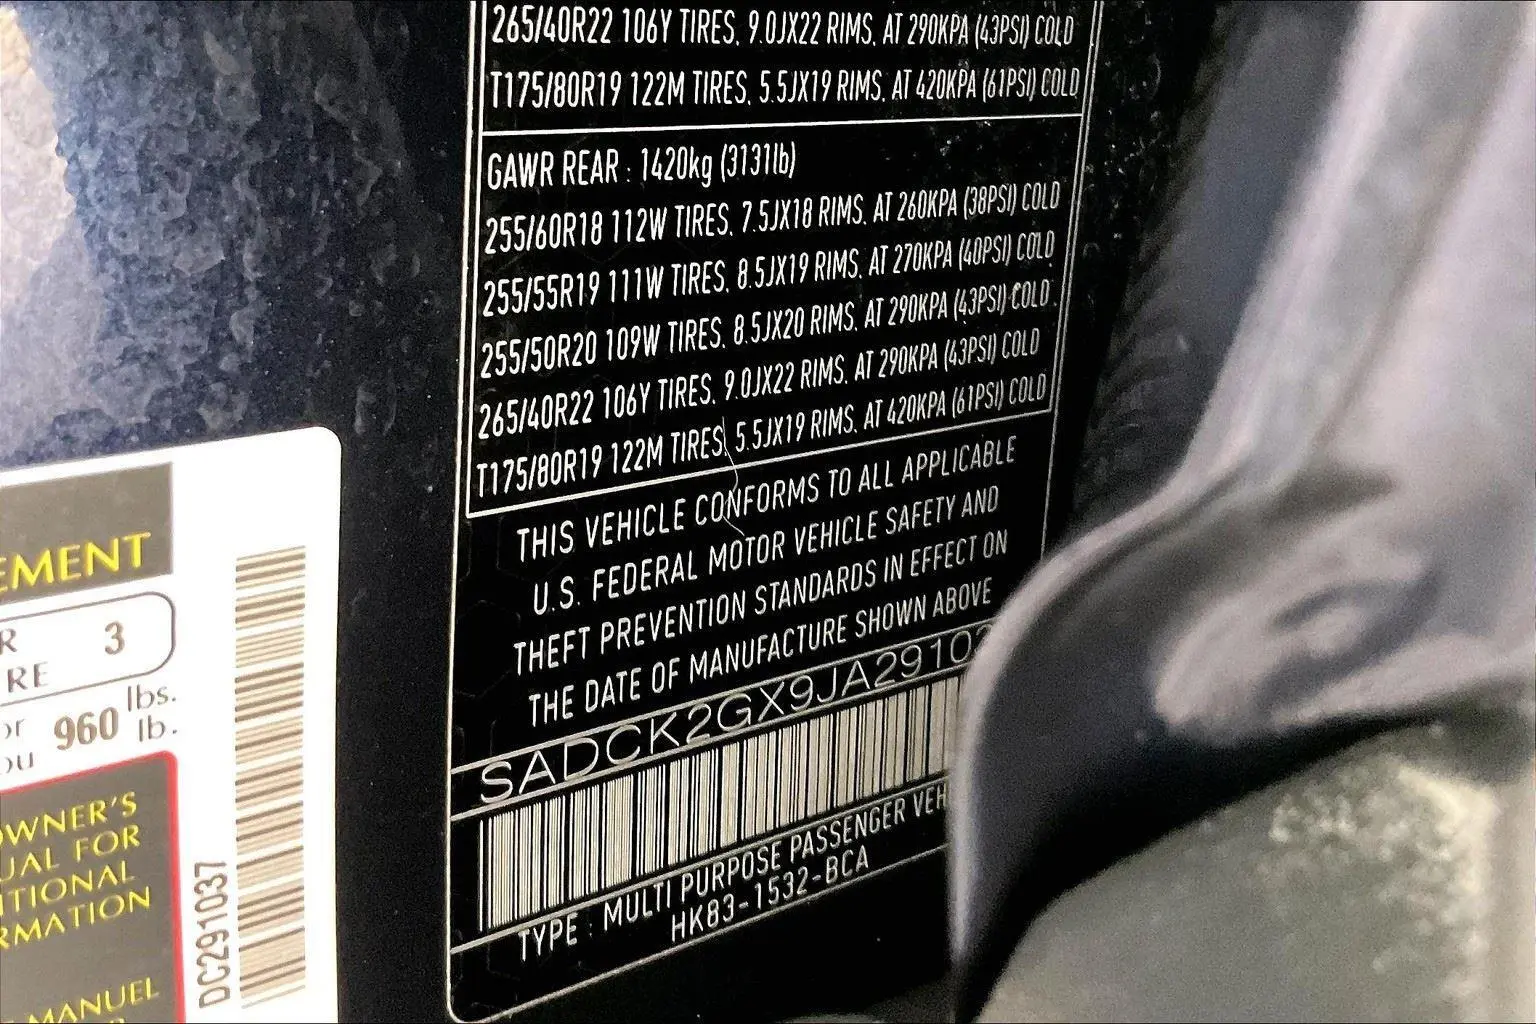 265/40R22 106Y TIRES, 9.0JX22 RIMS, AT 290KPA (43PSI) COLD
T175/80R19 122M TIRES, 5.5JX19 RIMS, AT 420KPA (61PSI) COLD
GAWR REAR : 1420kg (3131lb)
255/60R18 112W TIRES, 7.5JX18 RIMS, AT 260KPA (38PSI) COLD
255/55R19 111W TIRES, 8.5JX19 RIMS, AT 270KPA (40PSI) COLD
255/50R20 109W TIRES, 8.5JX20 RIMS, AT 290KPA (43PSI) COLD
265/40R22 106Y TIRES, 9.0JX22 RIMS, AT 290KPA (43PSI) COLD
T175/80R19 122M TIRES, 5.5JX19 RIMS, AT 420KPA (61PSI) COLD
THIS VEHICLE CONFORMS TO ALL APPLICABLE
U.S. FEDERAL MOTOR VEHICLE SAFETY AND
THEFT PREVENTION STANDARDS IN EFFECT ON
THE DATE OF MANUFACTURE SHOWN ABOVE
SADCK2GX9JA2910
TYPE : MULTI PURPOSE PASSENGER VEH
HK83-1532-BCA
EMENT
R 3
RE
or 960 lbs.
ou lb.
OWNER'S
UAL FOR
ITIONAL
RMATION
MANUEL
DC291037